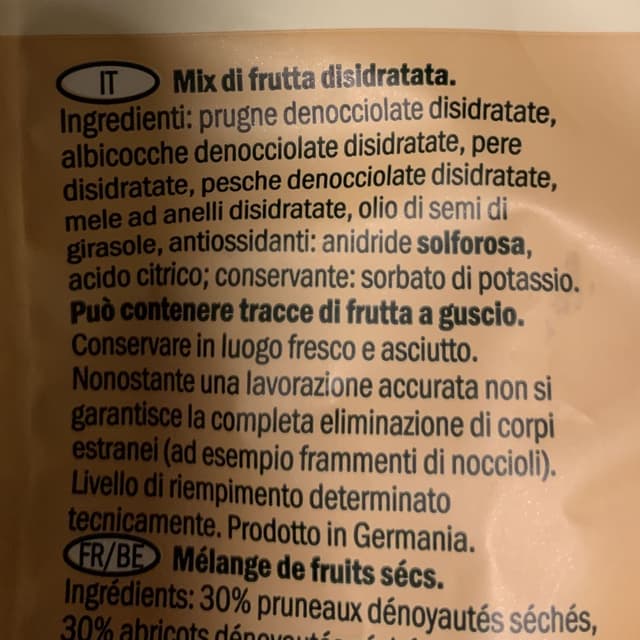 IT Mix di frutta disidratata.
Ingredienti: prugne denocciolate disidratate,
albicocche denocciolate disidratate, pere
disidratate, pesche denocciolate disidratate,
mele ad anelli disidratate, olio di semi di
girasole, antiossidanti: anidride solforosa,
acido citrico; conservante: sorbato di potassio.
Può contenere tracce di frutta a guscio.
Conservare in luogo fresco e asciutto.
Nonostante una lavorazione accurata non si
garantisce la completa eliminazione di corpi
estranei (ad esempio frammenti di noccioli).
Livello di riempimento determinato
tecnicamente. Prodotto in Germania.
FR/BE Mélange de fruits sécs.
Ingrédients: 30% pruneaux dénoyautés séchés,
30% abricots